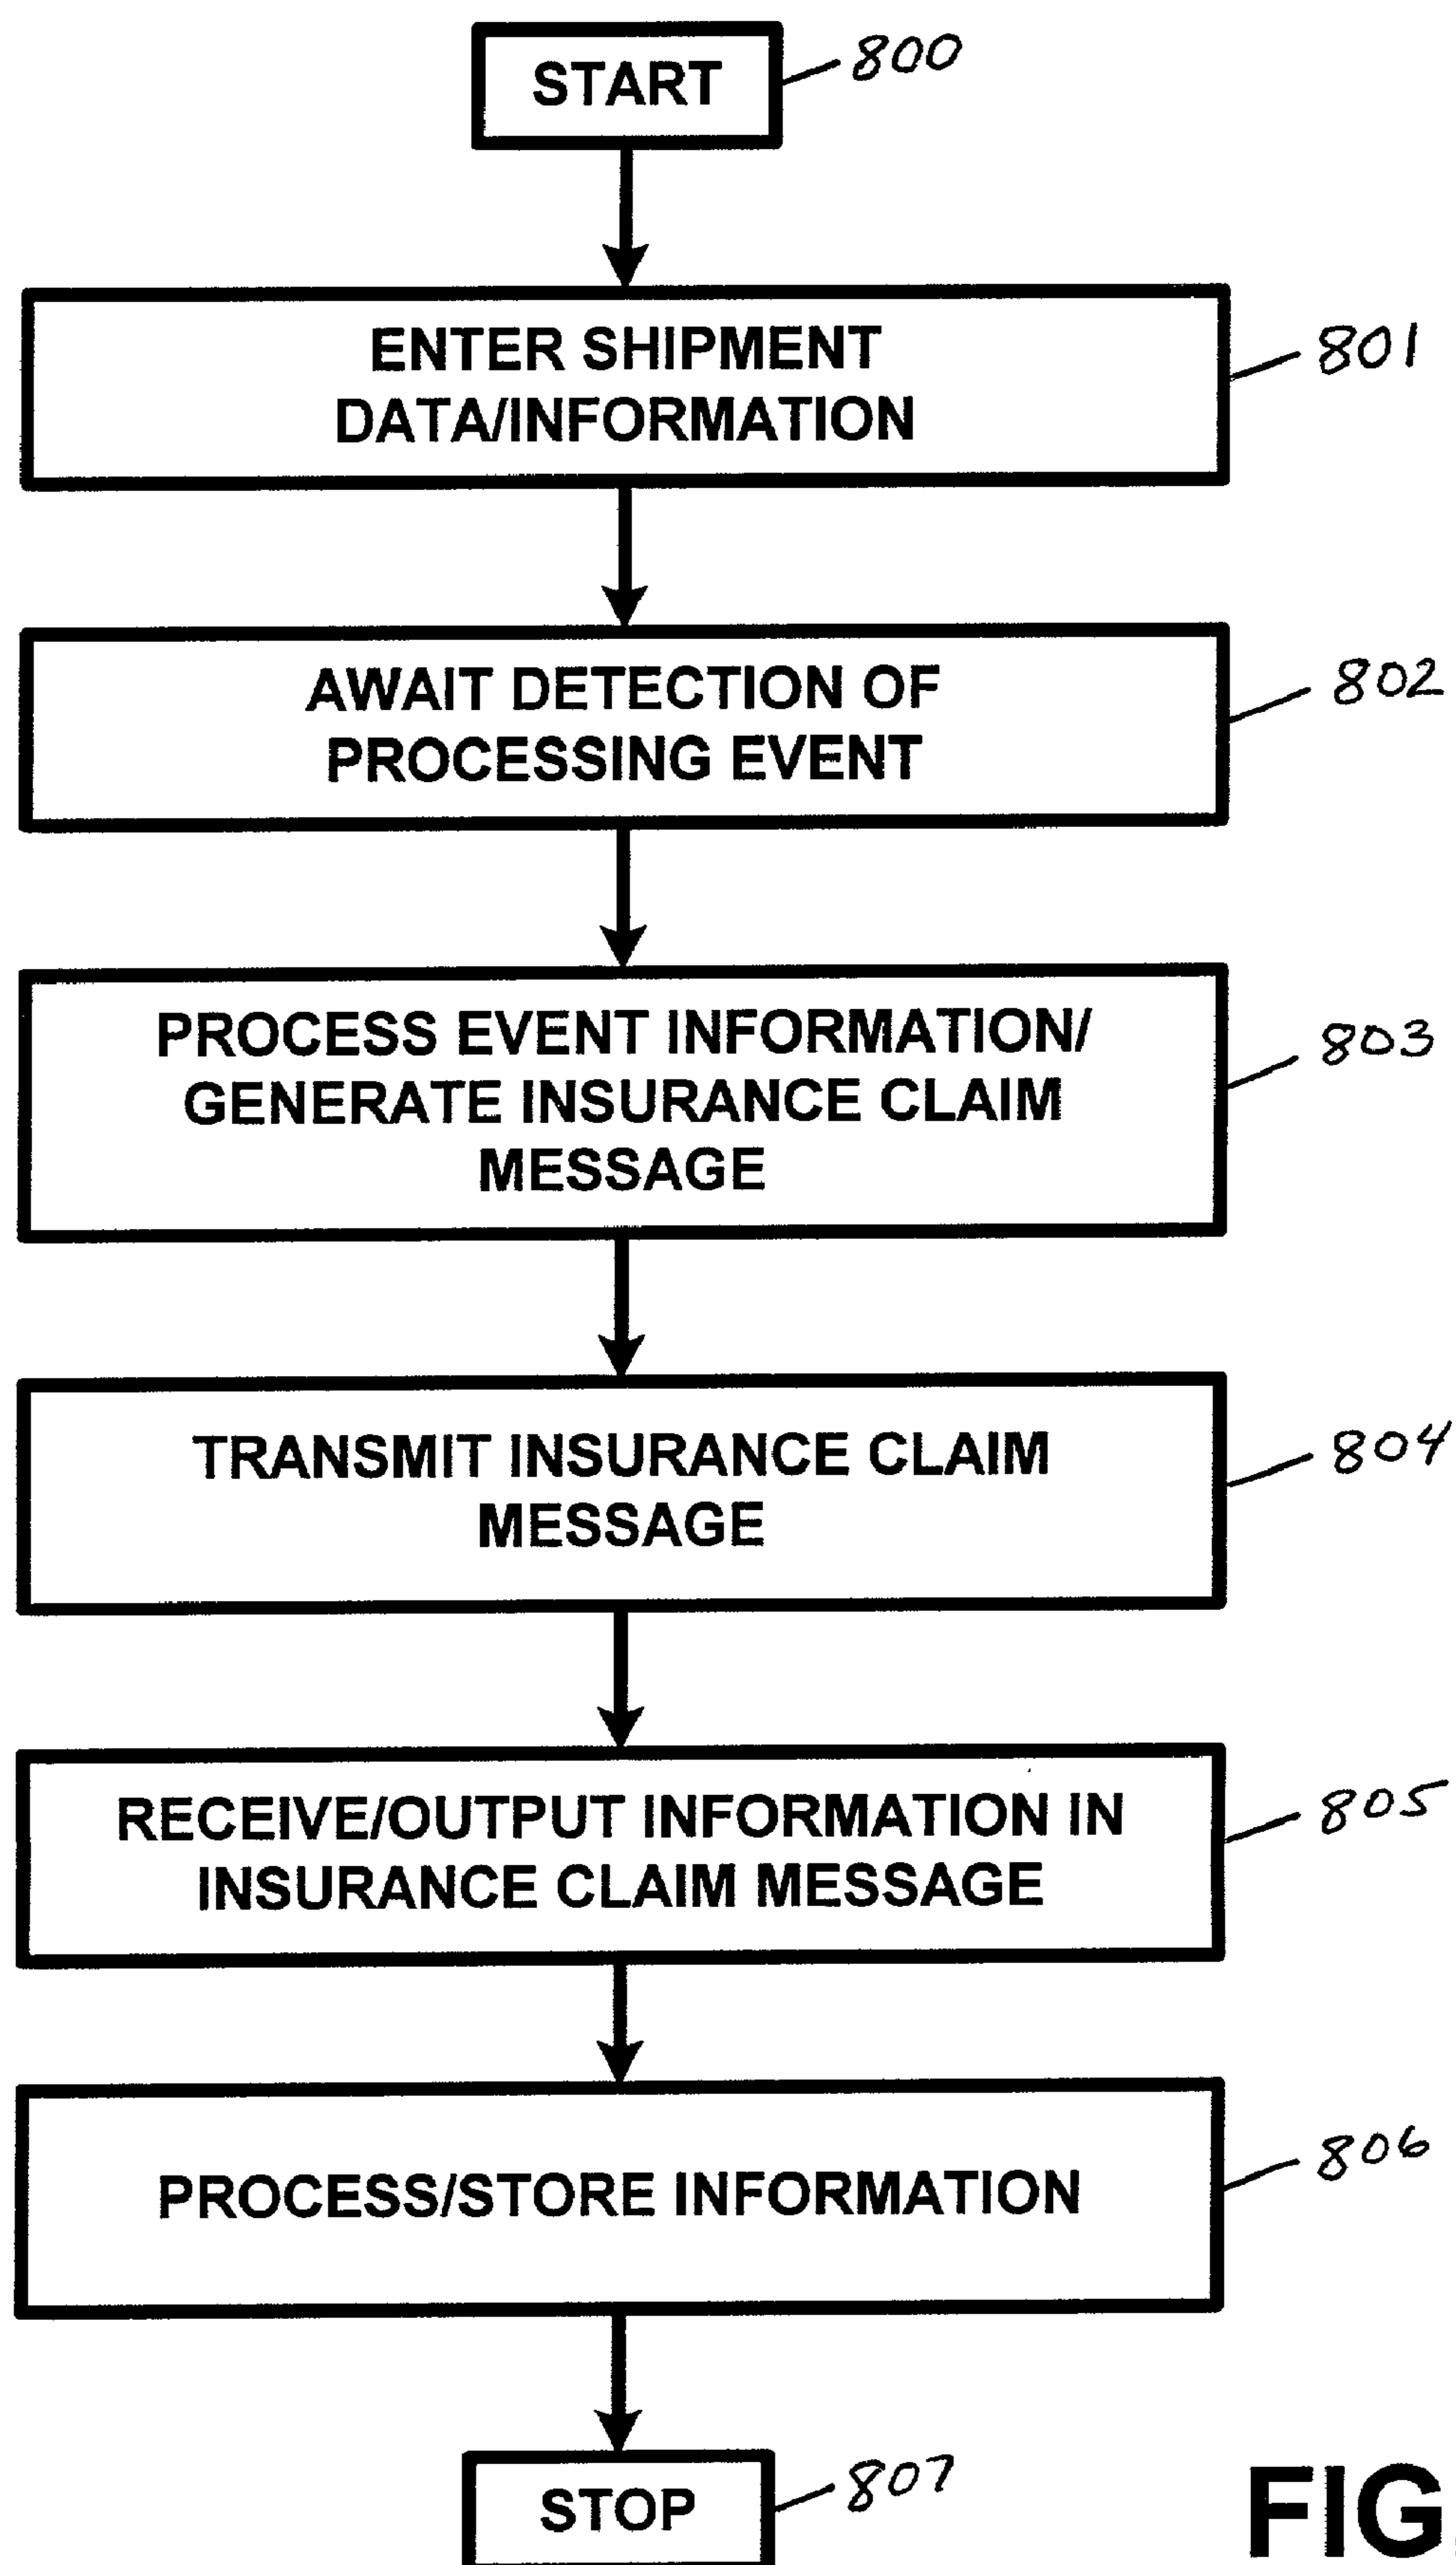 START
800
ENTER SHIPMENT
DATA/INFORMATION
801
AWAIT DETECTION OF
PROCESSING EVENT
802
PROCESS EVENT INFORMATION/
GENERATE INSURANCE CLAIM
MESSAGE
803
TRANSMIT INSURANCE CLAIM
MESSAGE
804
RECEIVE/OUTPUT INFORMATION IN
INSURANCE CLAIM MESSAGE
805
PROCESS/STORE INFORMATION
806
STOP
807
FIG.